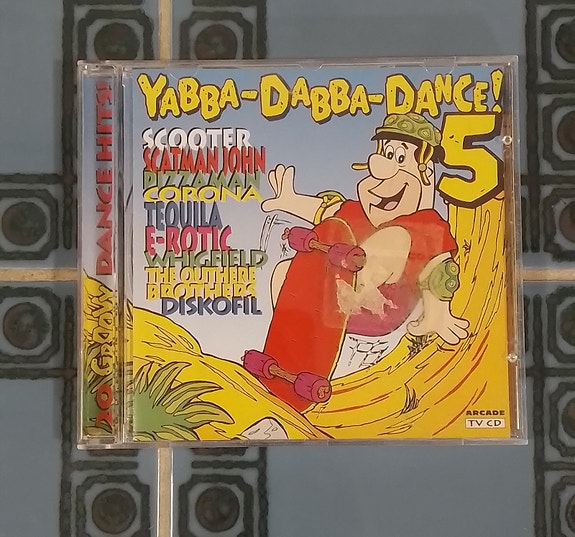 YABBA-DABBA-DANCE!
5
SCOOTER
SCATMAN JOHN
PIZZAMAN
CORONA
TEQUILA
E-ROTIC
WHIGFIELD
THE OUTHERE
BROTHERS
DISKOFIL
20 GROOVY DANCE HITS!
ARCADE
TV CD